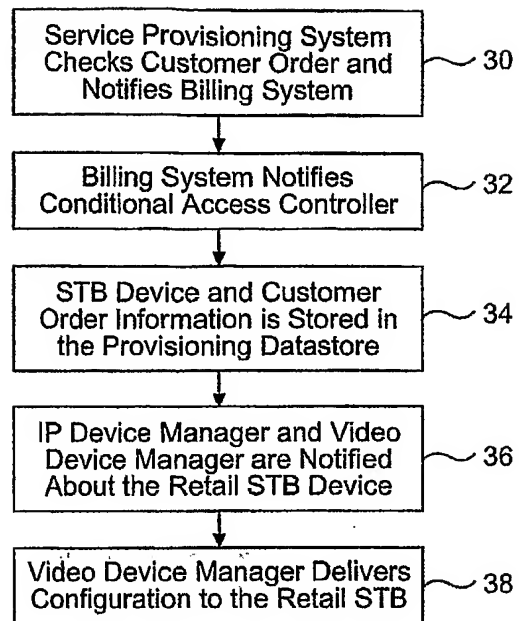 Service Provisioning System
Checks Customer Order and
Notifies Billing System
30
Billing System Notifies
Conditional Access Controller
32
STB Device and Customer
Order Information is Stored in
the Provisioning Datastore
34
IP Device Manager and Video
Device Manager are Notified
About the Retail STB Device
36
Video Device Manager Delivers
Configuration to the Retail STB
38